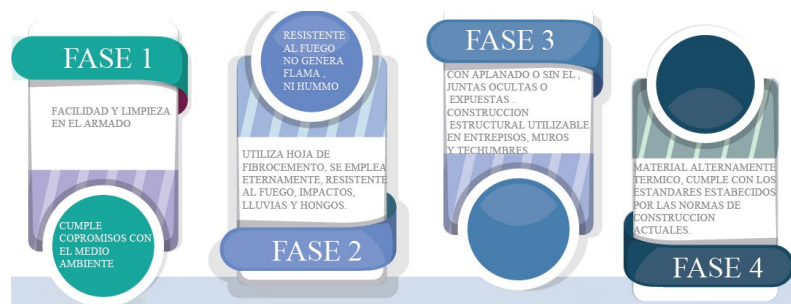 FASE 1
FACILIDAD Y LIMPIEZA
EN EL ARMADO
CUMPLE
COPROMISOS CON
EL MEDIO
AMBIENTE
RESISTENTE
AL FUEGO
NO GENERA
FLAMA ,
NI HUMMO
UTILIZA HOJA DE
FIBROCEMENTO, SE EMPLEA
ETERNAMENTE, RESISTENTE
AL FUEGO, IMPACTOS,
LLUVIAS Y HONGOS.
FASE 2
FASE 3
CON APLANADO O SIN EL ,
JUNTAS OCULTAS O
EXPUESTAS .
CONSTRUCCION
ESTRUCTURAL UTILIZABLE
EN ENTREPISOS, MUROS
Y TECHUMBRES.
MATERIAL ALTERNAMENTE
TERMICO, CUMPLE CON LOS
ESTANDARES ESTABECIDOS
POR LAS NORMAS DE
CONSTRUCCION
ACTUALES.
FASE 4